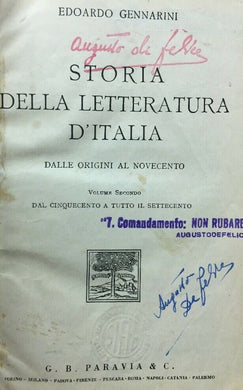 EDOARDO GENNARINI
Augusto de felice
STORIA
DELLA LETTERATURA
D'ITALIA
DALLE ORIGINI AL NOVECENTO
VOLUME SECONDO
DAL CINQUECENTO A TUTTO IL SETTECENTO
"7. Comandamento: NON RUBARE
AUGUSTODEFELIC
Augusto
De felice
G. B. PARAVIA & C.
TORINO - MILANO - PADOVA - FIRENZE - PESCARA - ROMA - NAPOLI - CATANIA - PALERMO